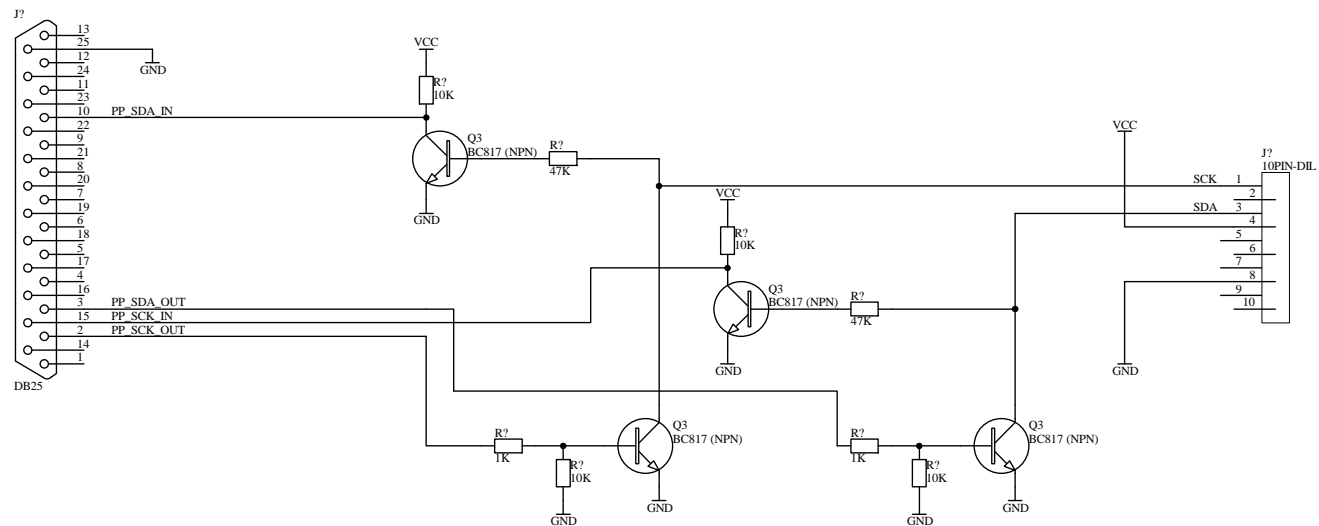 J?
13
25
12
24
11
23
10 PP_SDA_IN
22
9
21
8
20
7
19
6
18
5
17
4
16
3 PP_SDA_OUT
15 PP_SCK_IN
2 PP_SCK_OUT
14
1
DB25
GND
VCC
R?
10K
Q3
BC817 (NPN)
GND
R?
47K
VCC
R?
10K
Q3
BC817 (NPN)
GND
R?
47K
R?
1K
R?
10K
GND
Q3
BC817 (NPN)
GND
R?
1K
R?
10K
GND
Q3
BC817 (NPN)
GND
VCC
GND
J?
10PIN-DIL
SCK 1
2
SDA 3
4
5
6
7
8
9
10